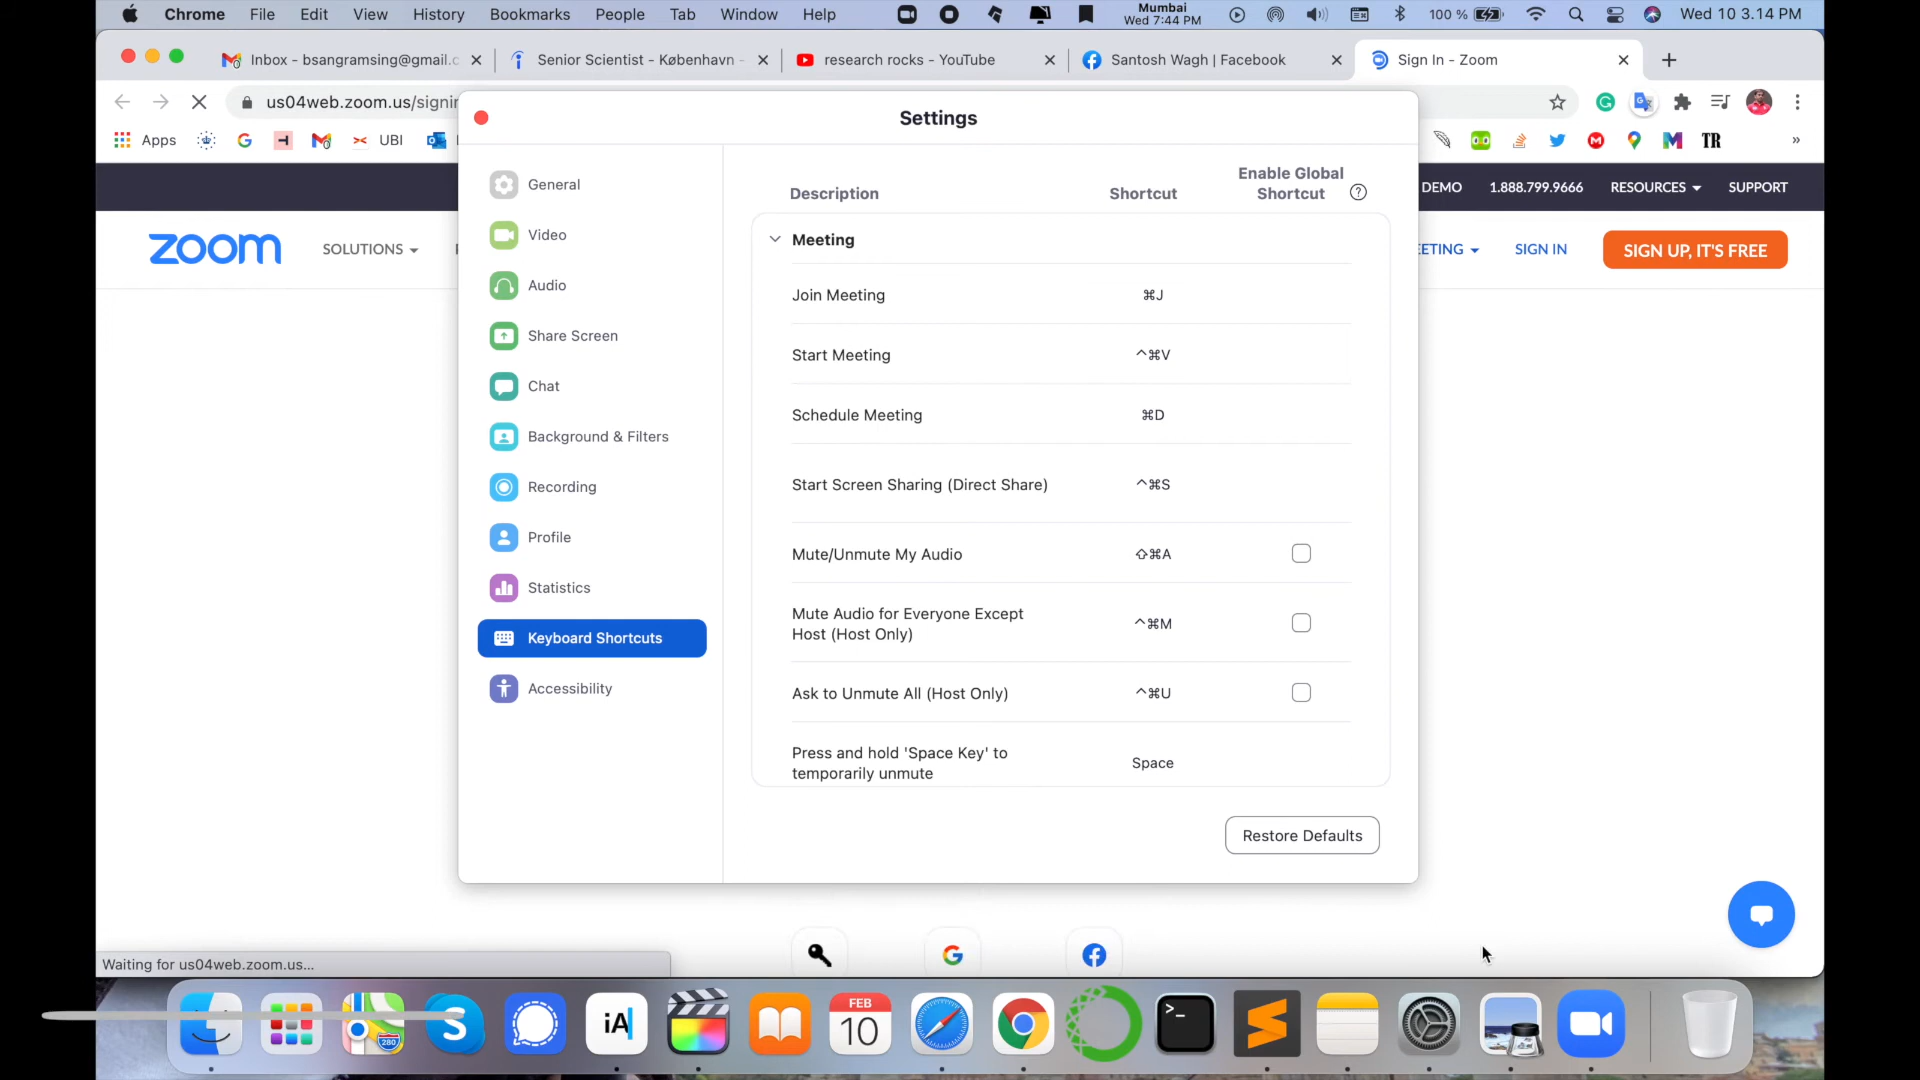 Chrome File Edit View History Bookmarks People Tab Window Help
Mumbai
Wed 7:44 PM
100 %
Wed 10 3.14 PM
Inbox - bsangramsing@gmail.c
Senior Scientist - København -
research rocks - YouTube
Santosh Wagh | Facebook
Sign In - Zoom
us04web.zoom.us/signi
Settings
Apps
UBI
TR
»
General
Video
Audio
Share Screen
Chat
Background & Filters
Recording
Profile
Statistics
Keyboard Shortcuts
Accessibility
Description Shortcut Enable Global
Shortcut ?
Meeting
Join Meeting ⌘J
Start Meeting ^⌘V
Schedule Meeting ⌘D
Start Screen Sharing (Direct Share) ^⌘S
Mute/Unmute My Audio ⇧⌘A
Mute Audio for Everyone Except
Host (Host Only) ^⌘M
Ask to Unmute All (Host Only) ^⌘U
Press and hold 'Space Key' to
temporarily unmute Space
Restore Defaults
DEMO 1.888.799.9666 RESOURCES SUPPORT
zoom SOLUTIONS
EETING SIGN IN SIGN UP, IT'S FREE
Waiting for us04web.zoom.us...
280
S
iA
FEB
10
>_